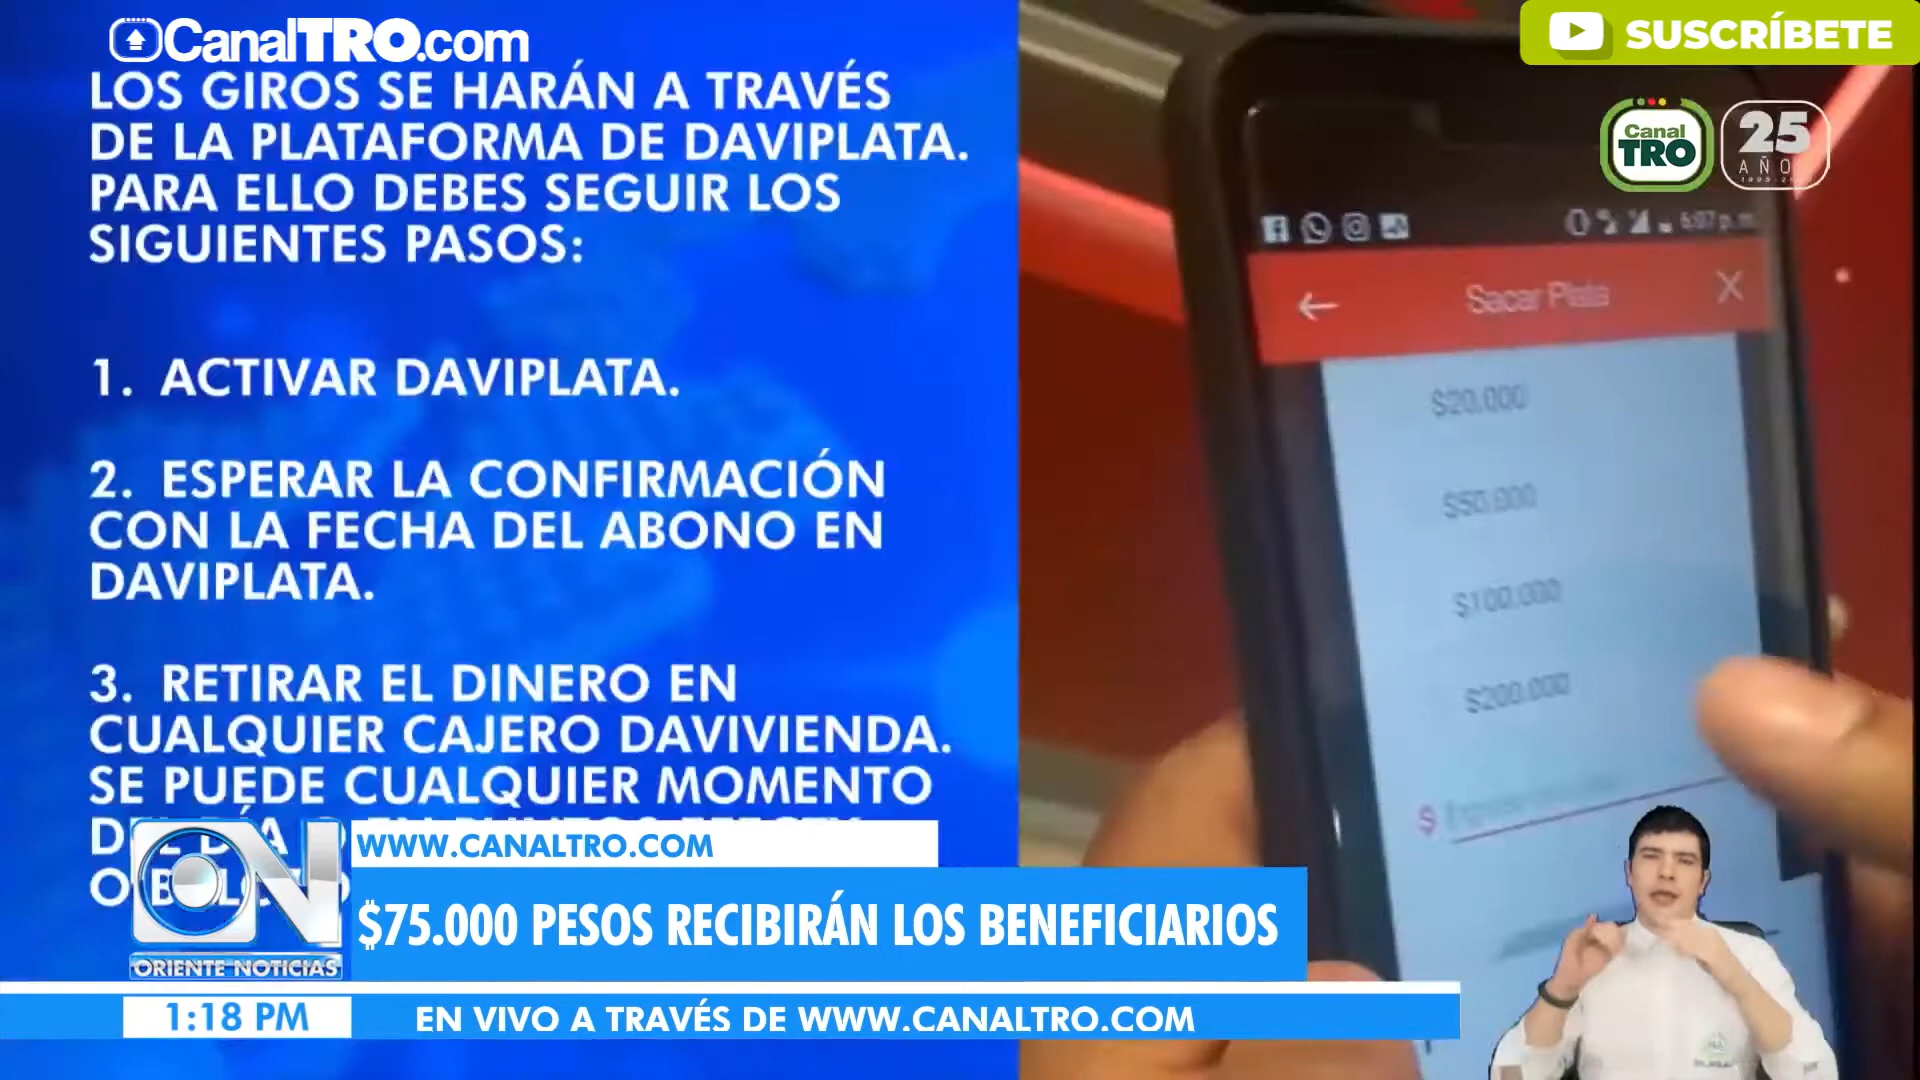 CanalTRO.com
LOS GIROS SE HARÁN A TRAVÉS
DE LA PLATAFORMA DE DAVIPLATA.
PARA ELLO DEBES SEGUIR LOS
SIGUIENTES PASOS:
1. ACTIVAR DAVIPLATA.
2. ESPERAR LA CONFIRMACIÓN
CON LA FECHA DEL ABONO EN
DAVIPLATA.
3. RETIRAR EL DINERO EN
CUALQUIER CAJERO DAVIVIENDA.
SE PUEDE CUALQUIER MOMENTO
SUSCRÍBETE
Canal
TRO
25
AÑOS
6:07 p. m.
Sacar Plata
$20.000
$50.000
$100.000
$200.000
WWW.CANALTRO.COM
ON
$75.000 PESOS RECIBIRÁN LOS BENEFICIARIOS
ORIENTE NOTICIAS
1:18 PM
EN VIVO A TRAVÉS DE WWW.CANALTRO.COM